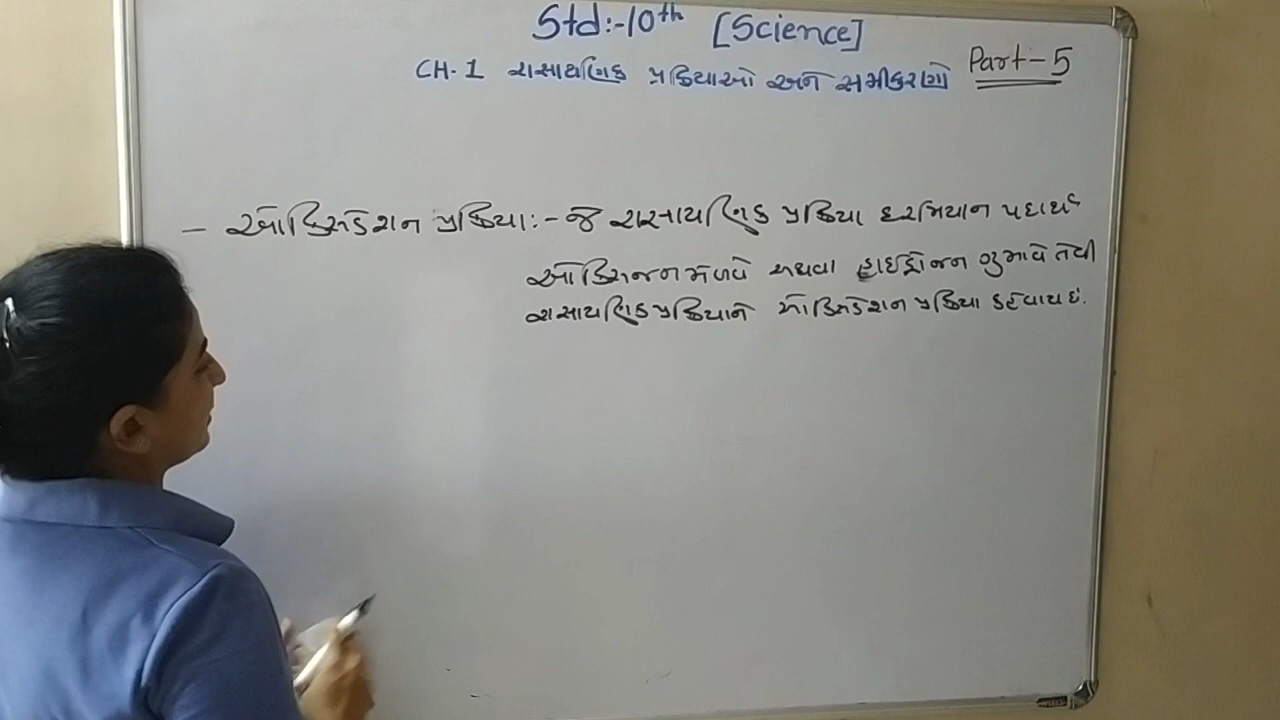 Std:-10th [Science]
CH. 1 રાસાયણિક પ્રક્રિયાઓ અને સમીકરણો Part-5
- ઓક્સિડેશન પ્રક્રિયા:- જે રાસાયણિક પ્રક્રિયા દરમિયાન પદાર્થ
ઓક્સિજન મેળવે અથવા હાઈડ્રોજન ગુમાવે તેવી
રાસાયણિક પ્રક્રિયાને ઓક્સિડેશન પ્રક્રિયા કહેવાય છે.